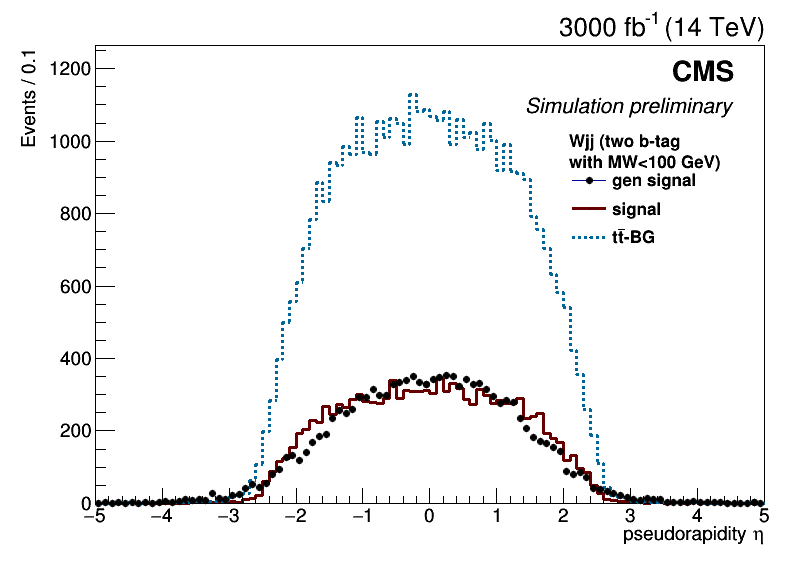 3000 fb-1 (14 TeV)
Events / 0.1
CMS
Simulation preliminary
Wjj (two b-tag
with MW<100 GeV)
gen signal
signal
tt̄-BG
1200
1000
800
600
400
200
0
−5 −4 −3 −2 −1 0 1 2 3 4 5
pseudorapidity η